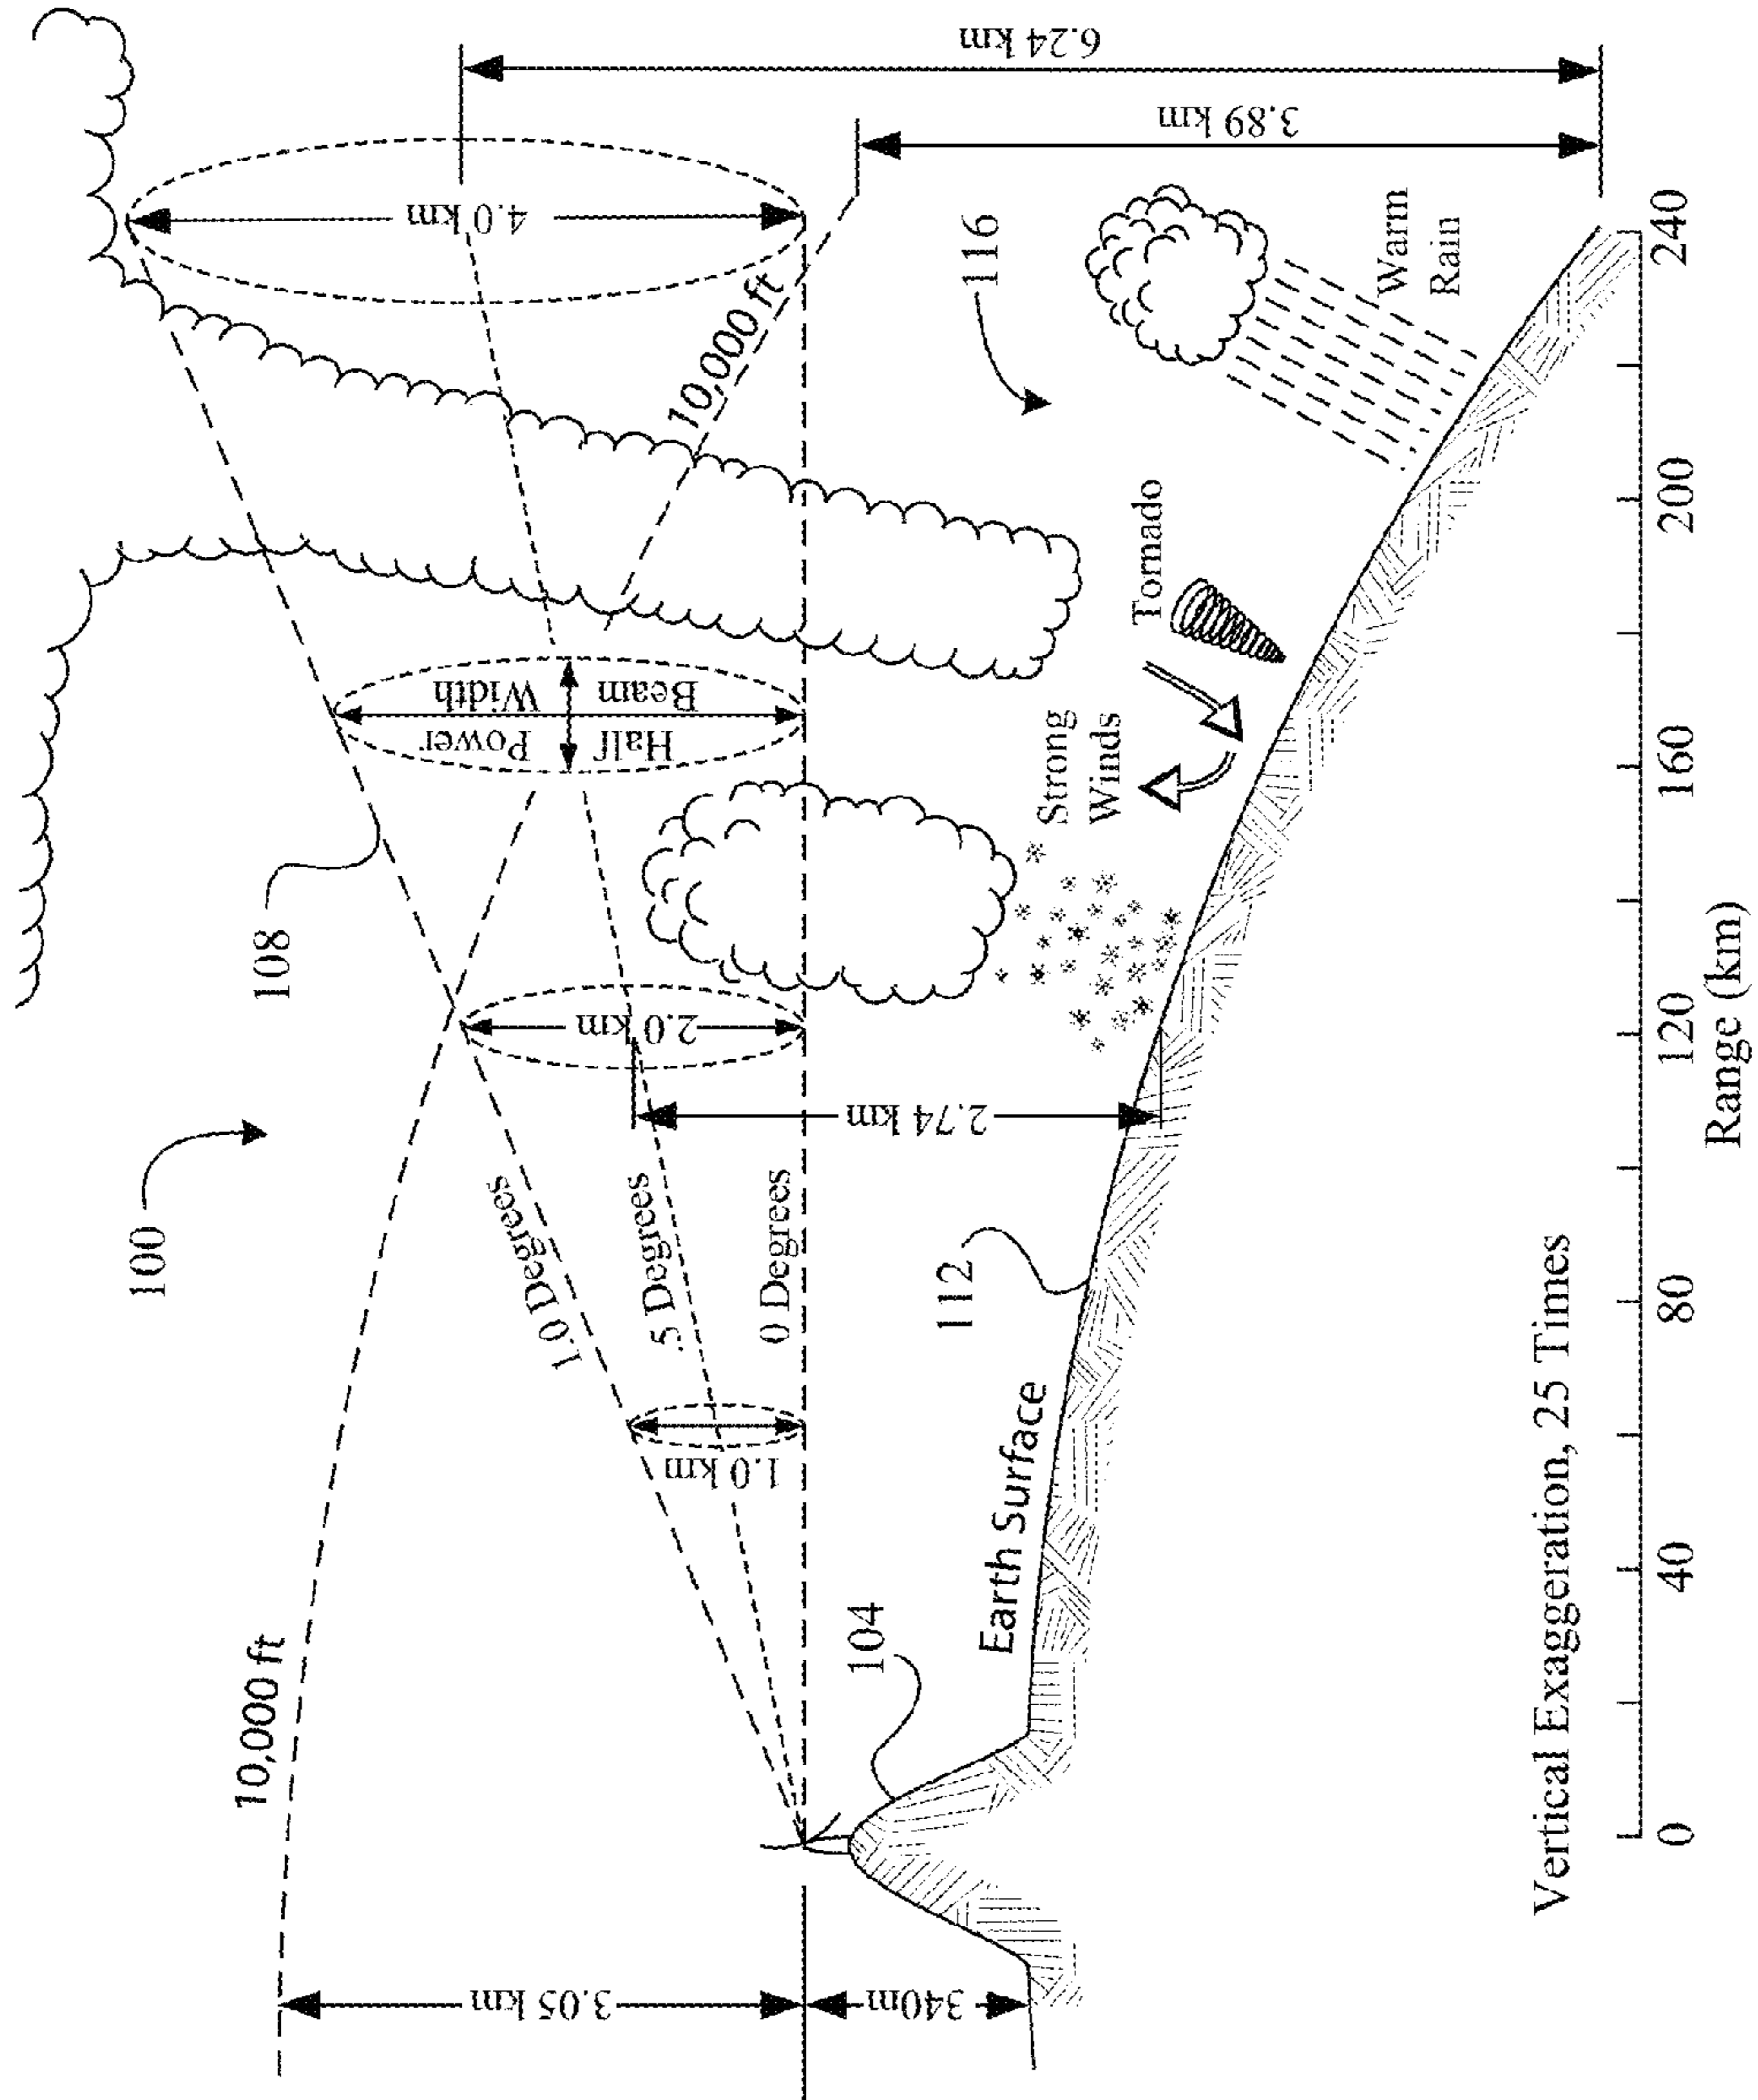 100
108
10,000 ft
10,000 ft
3.05 km
340m
1.0 Degrees
.5 Degrees
0 Degrees
1.0 km
2.0 km
2.74 km
Half
Power
Beam
Width
4.0 km
6.24 km
3.89 km
116
104
112
Earth Surface
Strong
Winds
Tornado
Warm
Rain
Vertical Exaggeration, 25 Times
0
40
80
120
160
200
240
Range (km)